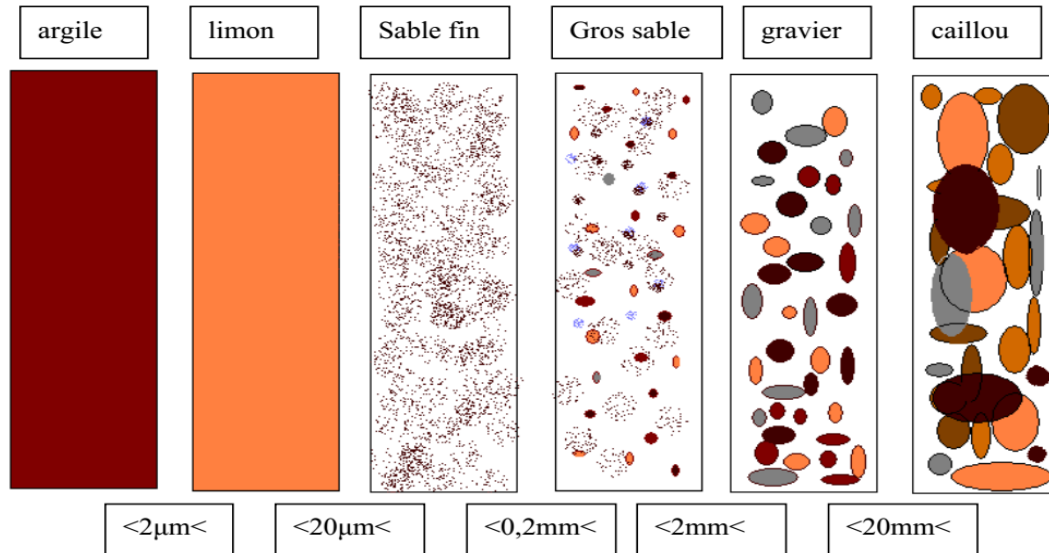 argile
limon
Sable fin
Gros sable
gravier
caillou
<2µm<
<20µm<
<0,2mm<
<2mm<
<20mm<